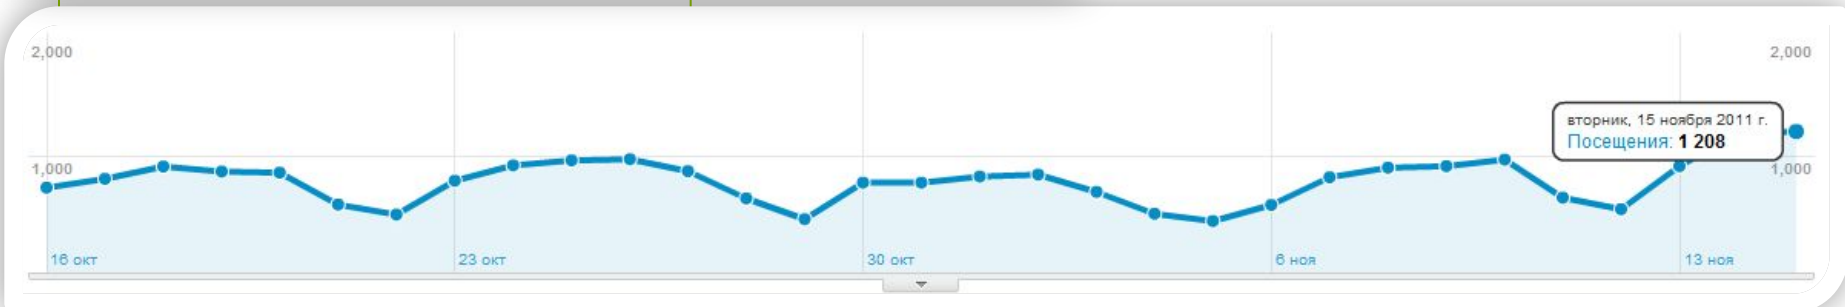 2,000
2,000
вторник, 15 ноября 2011 г.
Посещения: 1 208
1,000
1,000
16 окт
23 окт
30 окт
6 ноя
13 ноя